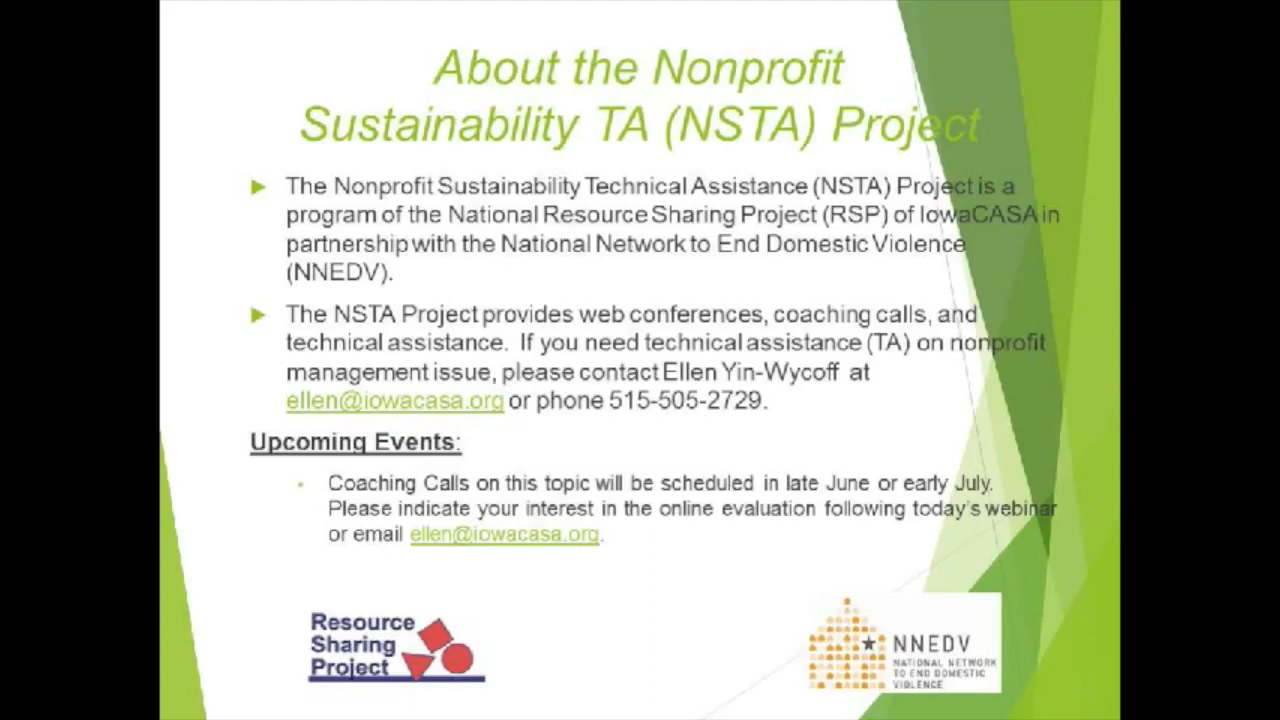 About the Nonprofit
Sustainability TA (NSTA) Project
The Nonprofit Sustainability Technical Assistance (NSTA) Project is a
program of the National Resource Sharing Project (RSP) of IowaCASA in
partnership with the National Network to End Domestic Violence
(NNEDV).
The NSTA Project provides web conferences, coaching calls, and
technical assistance. If you need technical assistance (TA) on nonprofit
management issue, please contact Ellen Yin-Wycoff at
ellen@iowacasa.org or phone 515-505-2729.
Upcoming Events:
Coaching Calls on this topic will be scheduled in late June or early July.
Please indicate your interest in the online evaluation following today's webinar
or email ellen@iowacasa.org.
Resource
Sharing
Project
NNEDV
NATIONAL NETWORK
TO END DOMESTIC
VIOLENCE